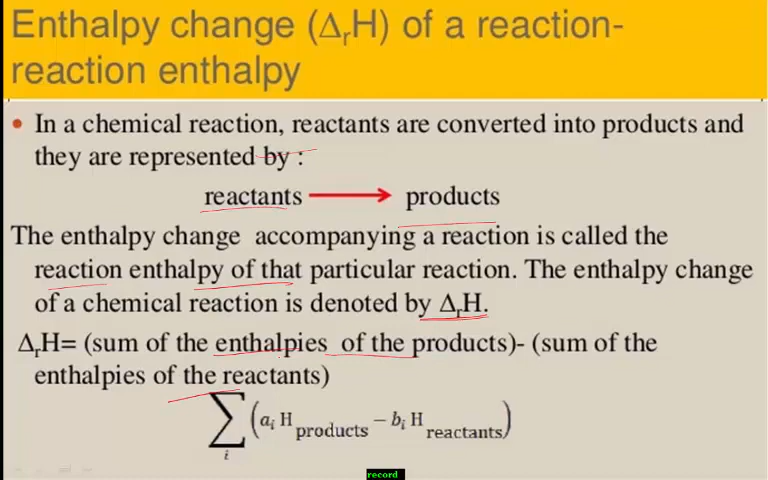 Enthalpy change (ΔᵣH) of a reaction-
reaction enthalpy
• In a chemical reaction, reactants are converted into products and
they are represented by :
reactants ⟶ products
The enthalpy change accompanying a reaction is called the
reaction enthalpy of that particular reaction. The enthalpy change
of a chemical reaction is denoted by ΔᵣH.
ΔᵣH= (sum of the enthalpies of the products)- (sum of the
enthalpies of the reactants)
∑ᵢ (aᵢ H products − bᵢ H reactants)
record